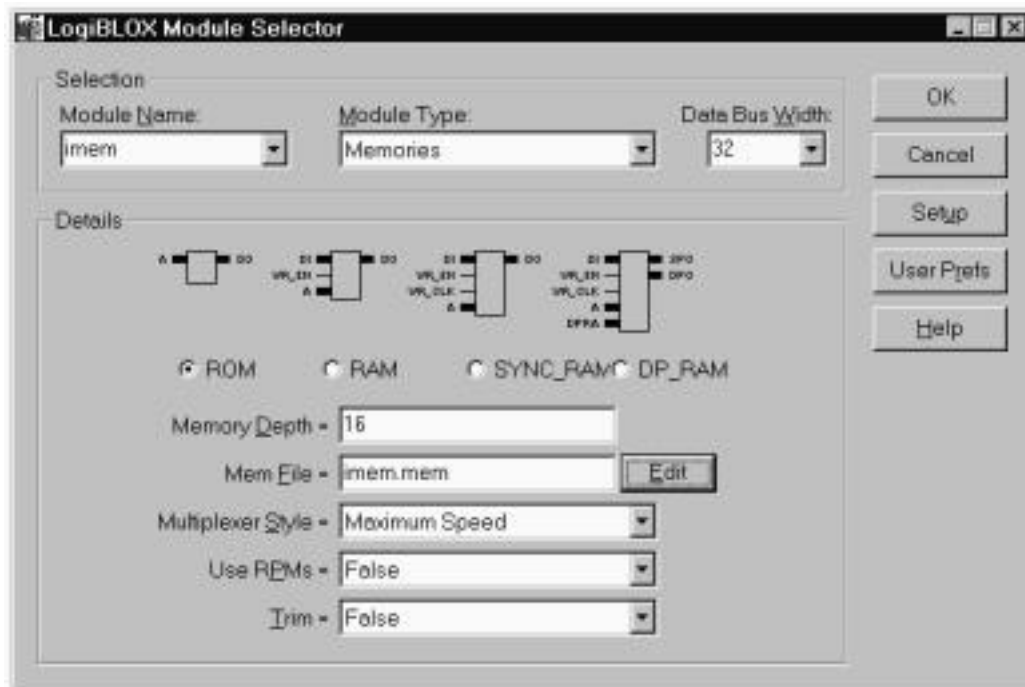 LogiBLOX Module Selector
Selection
Module Name:
Module Type:
Data Bus Width:
imem
Memories
32
OK
Cancel
Setup
User Prefs
Help
Details
A DO
DI DO
WR_EN
A
DI DO
WR_EN
WR_CLK
A
DI SPO
WR_EN DPO
WR_CLK
A
DPRA
ROM
RAM
SYNC_RAM
DP_RAM
Memory Depth = 16
Mem File = imem.mem Edit
Multiplexer Style = Maximum Speed
Use RPMs = False
Trim = False